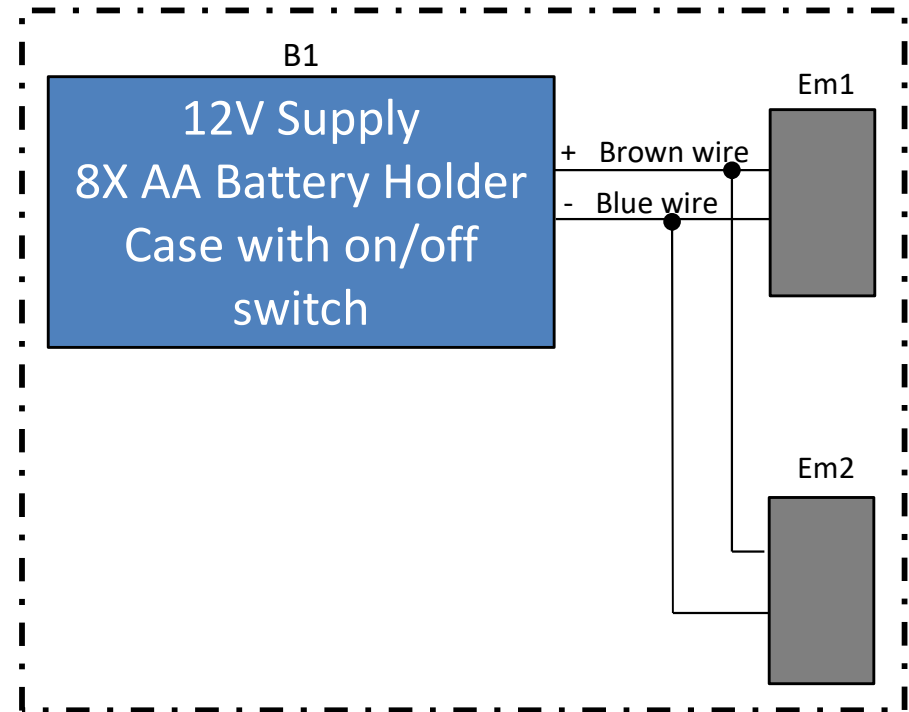 B1
12V Supply
8X AA Battery Holder
Case with on/off
switch
+ Brown wire
- Blue wire
Em1
Em2